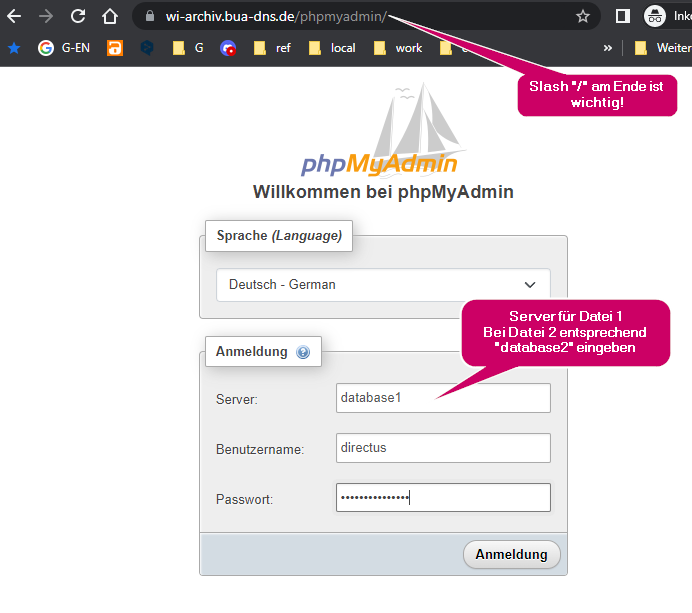 wi-archiv.bua-dns.de/phpmyadmin/
Inko
G-EN
G
ref
local
work
»
Weiter
Slash "/" am Ende ist
wichtig!
phpMyAdmin
Willkommen bei phpMyAdmin
Sprache (Language)
Deutsch - German
Server für Datei 1
Bei Datei 2 entsprechend
"database2" eingeben
Anmeldung
Server:
database1
Benutzername:
directus
Passwort:
•••••••••••••••
Anmeldung